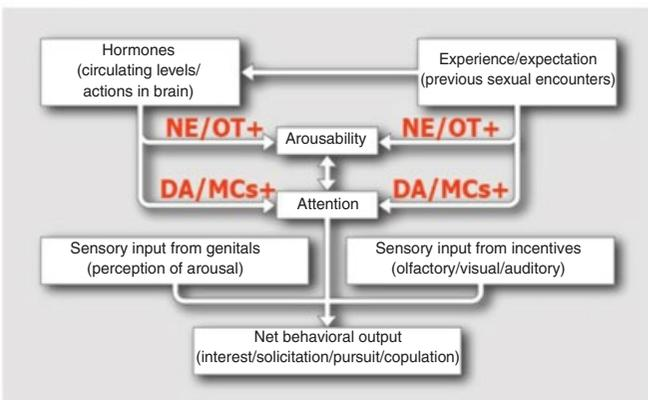 Hormones
(circulating levels/
actions in brain)
Experience/expectation
(previous sexual encounters)
NE/OT+
Arousability
NE/OT+
DA/MCs+
Attention
DA/MCs+
Sensory input from genitals
(perception of arousal)
Sensory input from incentives
(olfactory/visual/auditory)
Net behavioral output
(interest/solicitation/pursuit/copulation)